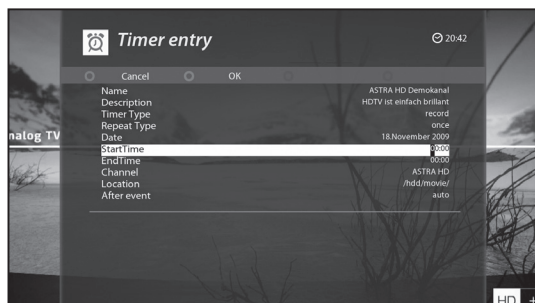 Timer entry 20:42
Cancel OK
Name ASTRA HD Demokanal
Description HDTV ist einfach brillant
Timer Type record
Repeat Type once
Date 18.November 2009
StartTime 00:00
EndTime 00:00
Channel ASTRA HD
Location /hdd/movie/
After event auto
nalog TV
HD +